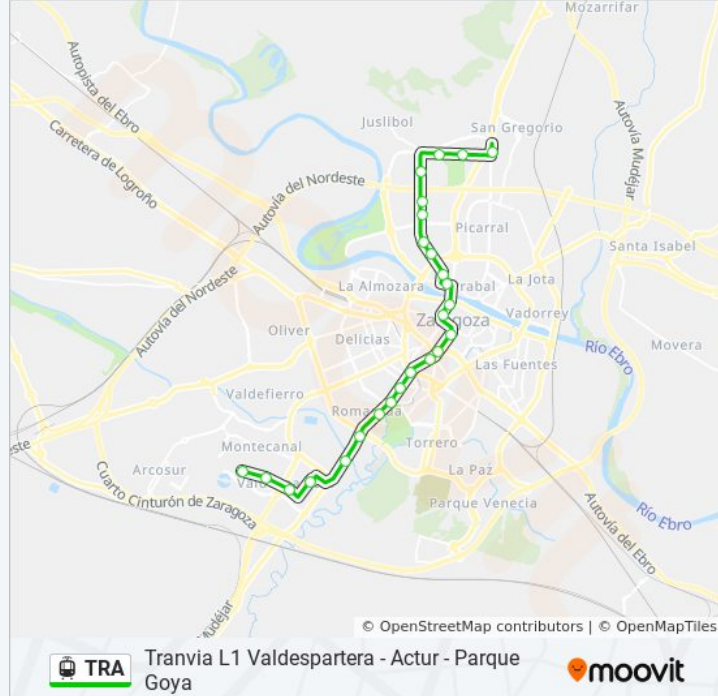 Mozarrifar
Autopista del Ebro
Autovía Mudéjar
Juslibol
San Gregorio
Carretera de Logroño
Autovía del Nordeste
Picarral
Santa Isabel
Autovía del Nordeste
La Almozara
La Jota
Zaragoza
Vadorrey
Oliver
Delicias
Río Ebro
Movera
Las Fuentes
Valdefierro
Montecanal
Torrero
Arcosur
La Paz
Cuarto Cinturón de Zaragoza
Parque Venecia
Río Ebro
Autovía del Ebro
Mudéjar
© OpenStreetMap contributors | © OpenMapTiles
TRA
Tranvia L1 Valdespartera - Actur - Parque
Goya
moovit